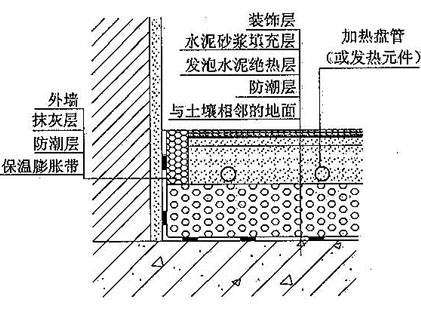 装饰层
水泥砂浆填充层
发泡水泥绝热层
防潮层
与土壤相邻的地面
加热盘管
(或发热元件)
外墙
抹灰层
防潮层
保温膨胀带